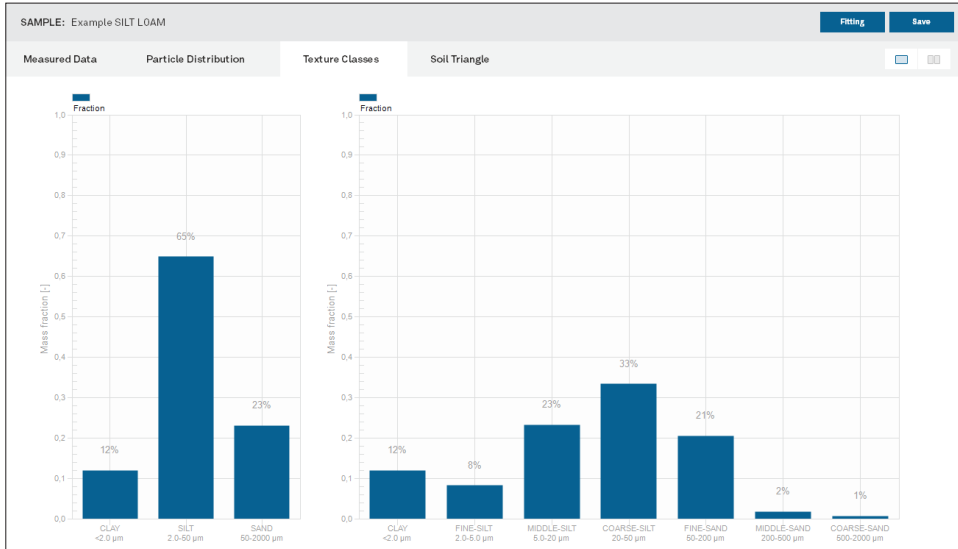 SAMPLE: Example SILT LOAM
Fitting
Save
Measured Data
Particle Distribution
Texture Classes
Soil Triangle
Fraction
1,0
0,9
0,8
0,7
0,6
0,5
0,4
0,3
0,2
0,1
0,0
Mass fraction [-]
12%
65%
23%
CLAY
<2.0 µm
SILT
2.0-50 µm
SAND
50-2000 µm
Fraction
1,0
0,9
0,8
0,7
0,6
0,5
0,4
0,3
0,2
0,1
0,0
Mass fraction [-]
12%
8%
23%
33%
21%
2%
1%
CLAY
<2.0 µm
FINE-SILT
2.0-5.0 µm
MIDDLE-SILT
5.0-20 µm
COARSE-SILT
20-50 µm
FINE-SAND
50-200 µm
MIDDLE-SAND
200-500 µm
COARSE-SAND
500-2000 µm